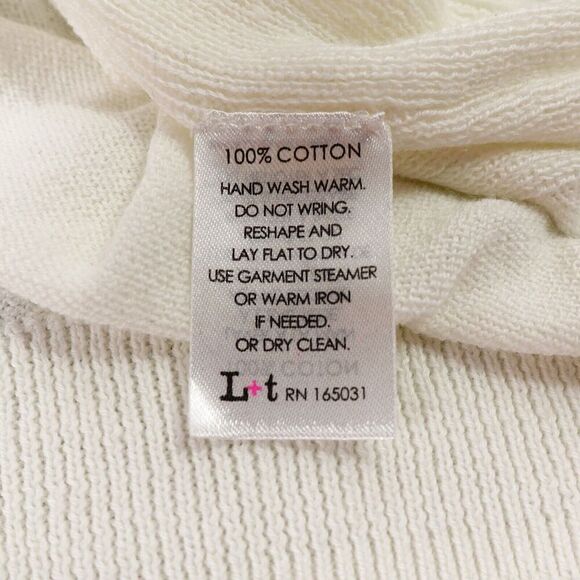 100% COTTON
HAND WASH WARM.
DO NOT WRING.
RESHAPE AND
LAY FLAT TO DRY.
USE GARMENT STEAMER
OR WARM IRON
IF NEEDED.
OR DRY CLEAN.
L+t RN 165031